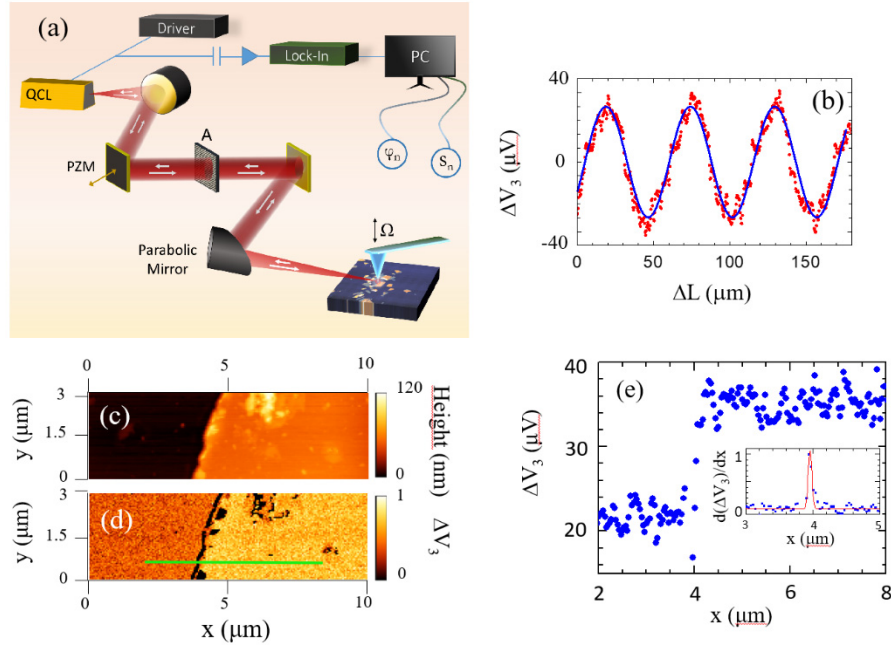 (a)
Driver
QCL
Lock-In
PC
PZM
A
φn
Sn
Ω
Parabolic
Mirror
(b)
ΔV3 (μV)
40
0
-40
0 50 100 150
ΔL (μm)
0 5 10
(c)
y (μm)
3
1.5
0
120
0
Height (nm)
(d)
y (μm)
3
1.5
0
1
0
ΔV3
0 5 10
x (μm)
(e)
ΔV3 (μV)
40
36
28
20
2 4 6 8
x (μm)
d(ΔV3)/dx
1
0
3 4 5
x (μm)